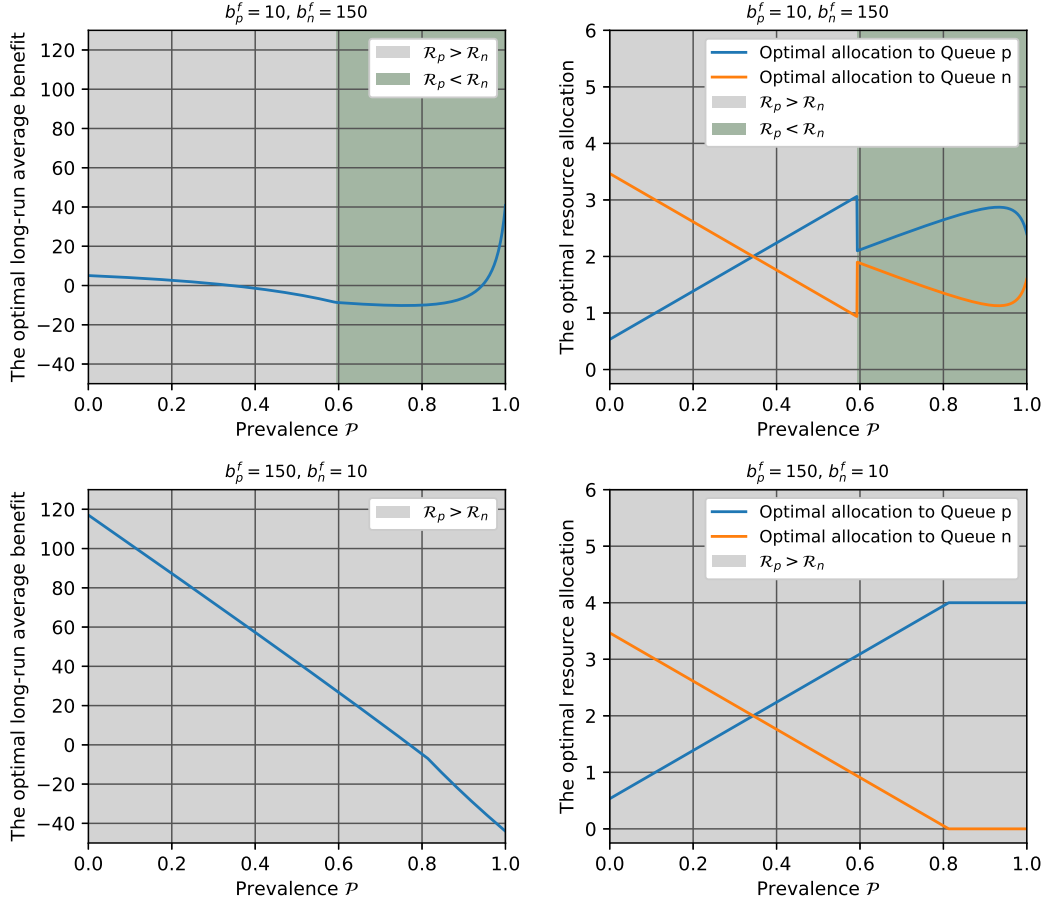 b_p^f = 10, b_n^f = 150
The optimal long-run average benefit
120
100
80
60
40
20
0
−20
−40
0.0 0.2 0.4 0.6 0.8 1.0
Prevalence 𝒫
ℛ_p > ℛ_n
ℛ_p < ℛ_n
b_p^f = 10, b_n^f = 150
The optimal resource allocation
6
5
4
3
2
1
0
0.0 0.2 0.4 0.6 0.8 1.0
Prevalence 𝒫
Optimal allocation to Queue p
Optimal allocation to Queue n
ℛ_p > ℛ_n
ℛ_p < ℛ_n
b_p^f = 150, b_n^f = 10
The optimal long-run average benefit
120
100
80
60
40
20
0
−20
−40
0.0 0.2 0.4 0.6 0.8 1.0
Prevalence 𝒫
ℛ_p > ℛ_n
b_p^f = 150, b_n^f = 10
The optimal resource allocation
6
5
4
3
2
1
0
0.0 0.2 0.4 0.6 0.8 1.0
Prevalence 𝒫
Optimal allocation to Queue p
Optimal allocation to Queue n
ℛ_p > ℛ_n